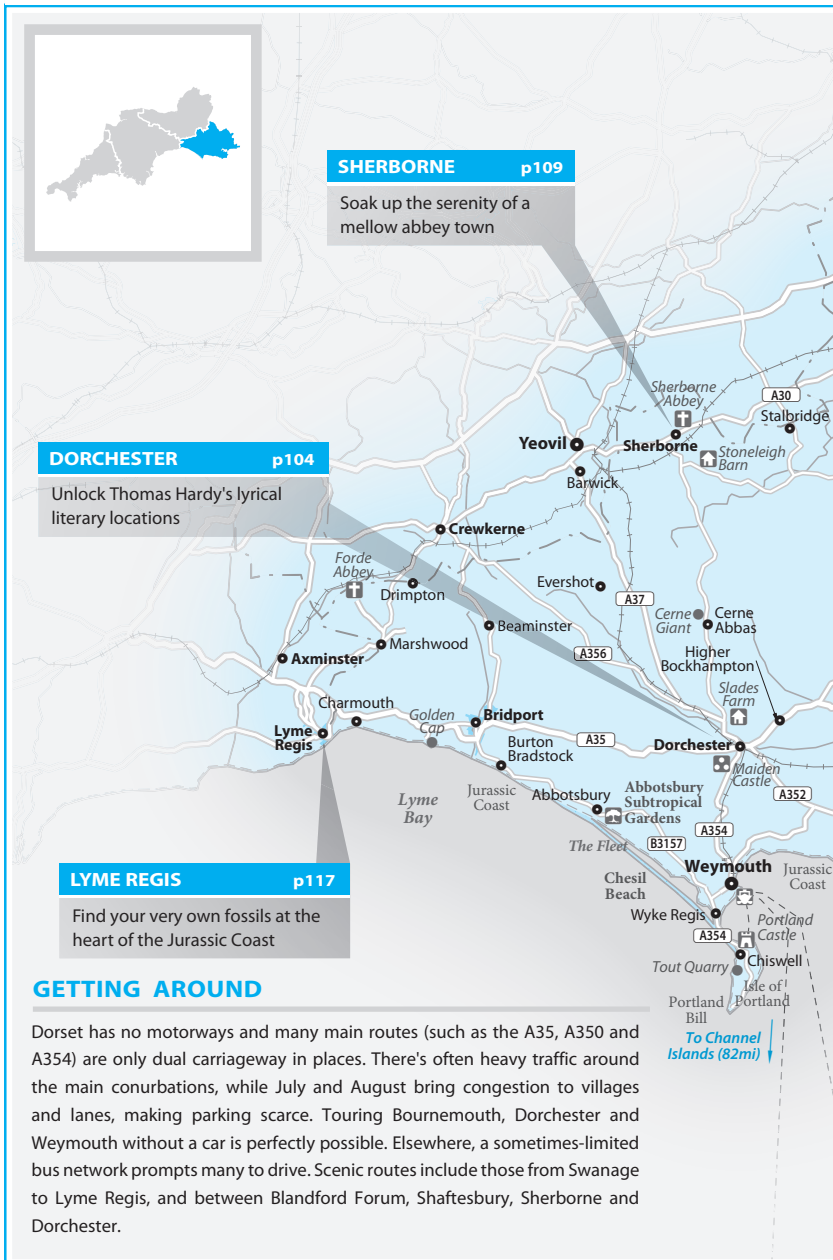 SHERBORNE p109
Soak up the serenity of a
mellow abbey town
Sherborne
Abbey
A30
Stalbridge
Yeovil
Sherborne
Stoneleigh
Barn
Barwick
DORCHESTER p104
Unlock Thomas Hardy's lyrical
literary locations
Crewkerne
Forde
Abbey
Drimpton
Evershot
A37
Cerne
Giant
Cerne
Abbas
Beaminster
Marshwood
A356
Higher
Bockhampton
Axminster
Slades
Farm
Charmouth
Golden
Cap
Bridport
Lyme
Regis
A35
Dorchester
Burton
Bradstock
Maiden
Castle
Lyme
Bay
Jurassic
Coast
Abbotsbury
Abbotsbury
Subtropical
Gardens
A352
A354
The Fleet
B3157
Weymouth
Jurassic
Coast
Chesil
Beach
LYME REGIS p117
Find your very own fossils at the
heart of the Jurassic Coast
Wyke Regis
Portland
Castle
A354
Chiswell
Tout Quarry
Isle of
Portland
Portland
Bill
To Channel
Islands (82mi)
GETTING AROUND
Dorset has no motorways and many main routes (such as the A35, A350 and
A354) are only dual carriageway in places. There's often heavy traffic around
the main conurbations, while July and August bring congestion to villages
and lanes, making parking scarce. Touring Bournemouth, Dorchester and
Weymouth without a car is perfectly possible. Elsewhere, a sometimes-limited
bus network prompts many to drive. Scenic routes include those from Swanage
to Lyme Regis, and between Blandford Forum, Shaftesbury, Sherborne and
Dorchester.